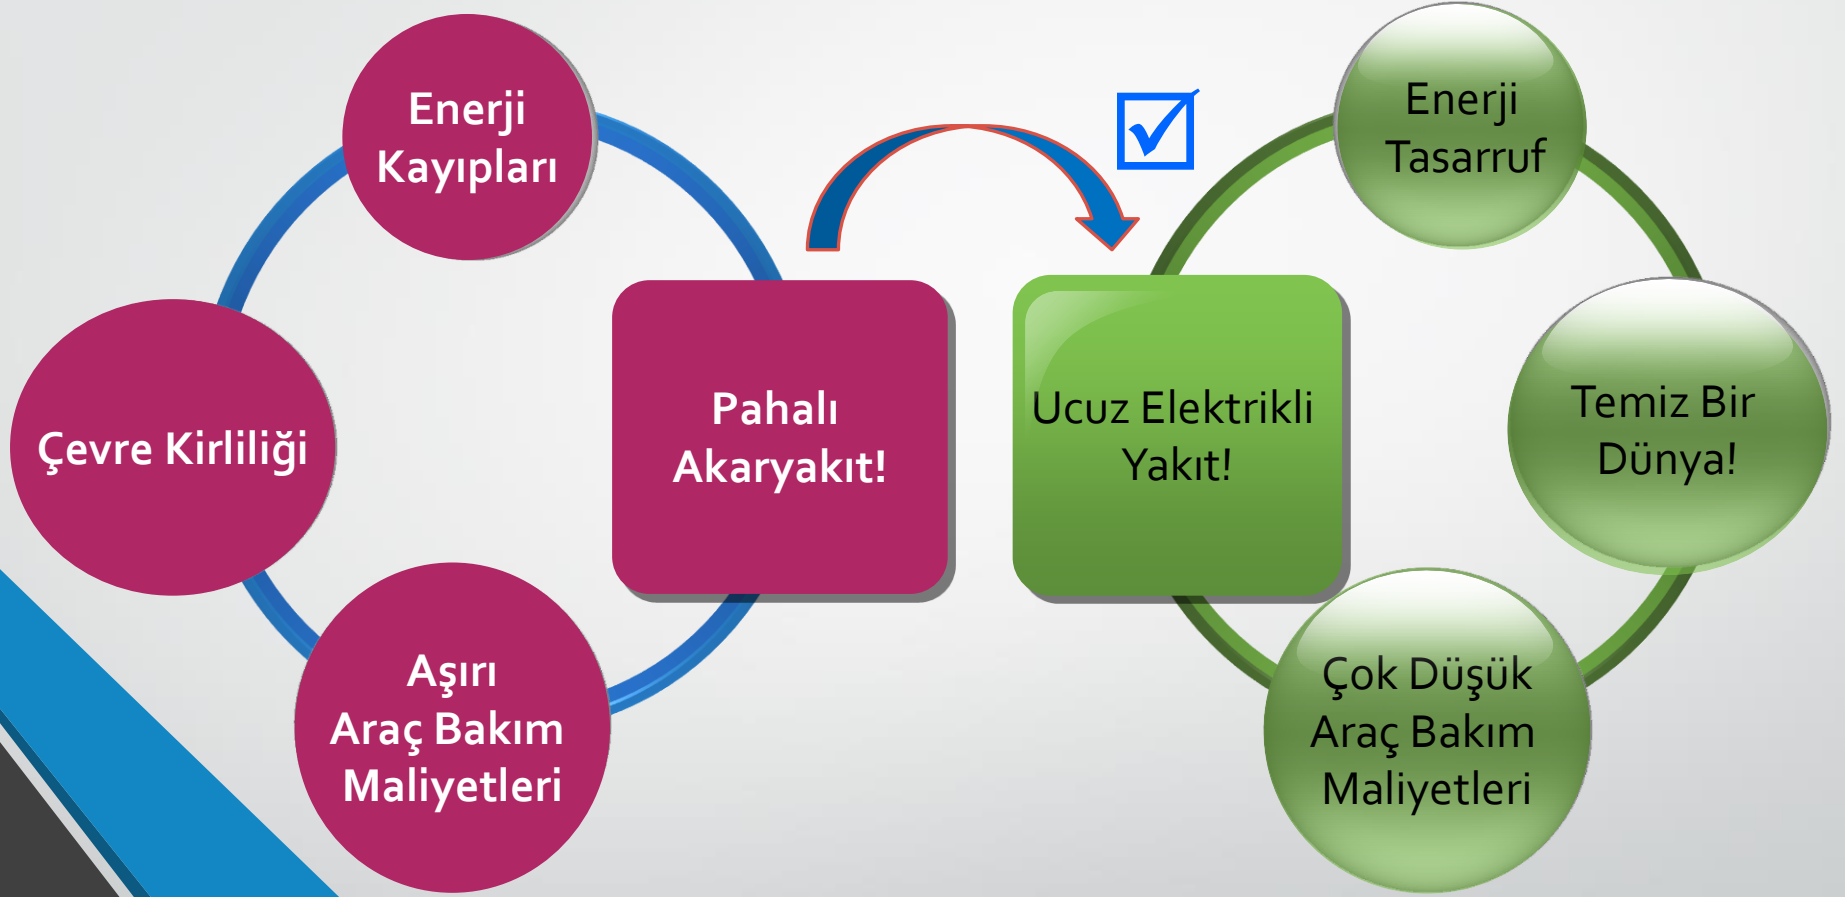 Enerji
Kayıpları
Çevre Kirliliği
Aşırı
Araç Bakım
Maliyetleri
Pahalı
Akaryakıt!
Ucuz Elektrikli
Yakıt!
Enerji
Tasarruf
Temiz Bir
Dünya!
Çok Düşük
Araç Bakım
Maliyetleri